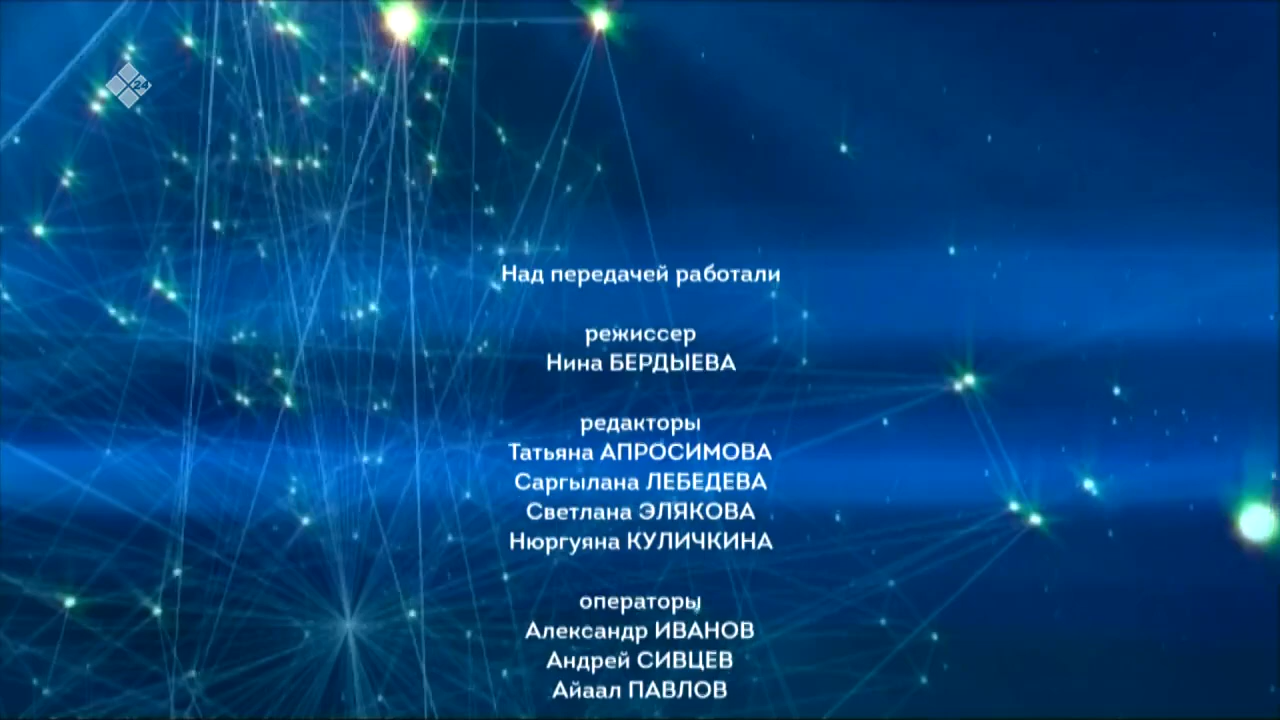 24
Над передачей работали
режиссер
Нина БЕРДЫЕВА
редакторы
Татьяна АПРОСИМОВА
Саргылана ЛЕБЕДЕВА
Светлана ЭЛЯКОВА
Нюргуяна КУЛИЧКИНА
операторы
Александр ИВАНОВ
Андрей СИВЦЕВ
Айаал ПАВЛОВ